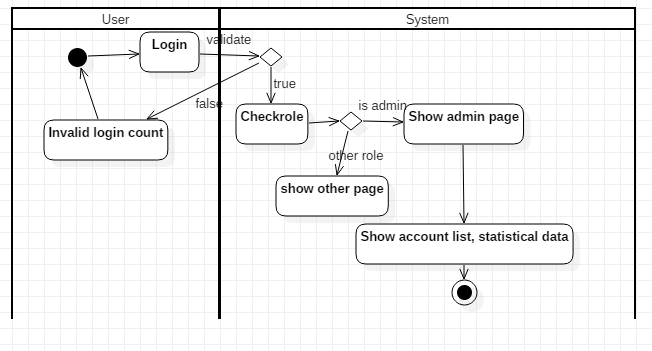 User
System
Login
validate
true
false
Checkrole
is admin
Show admin page
Invalid login count
other role
show other page
Show account list, statistical data